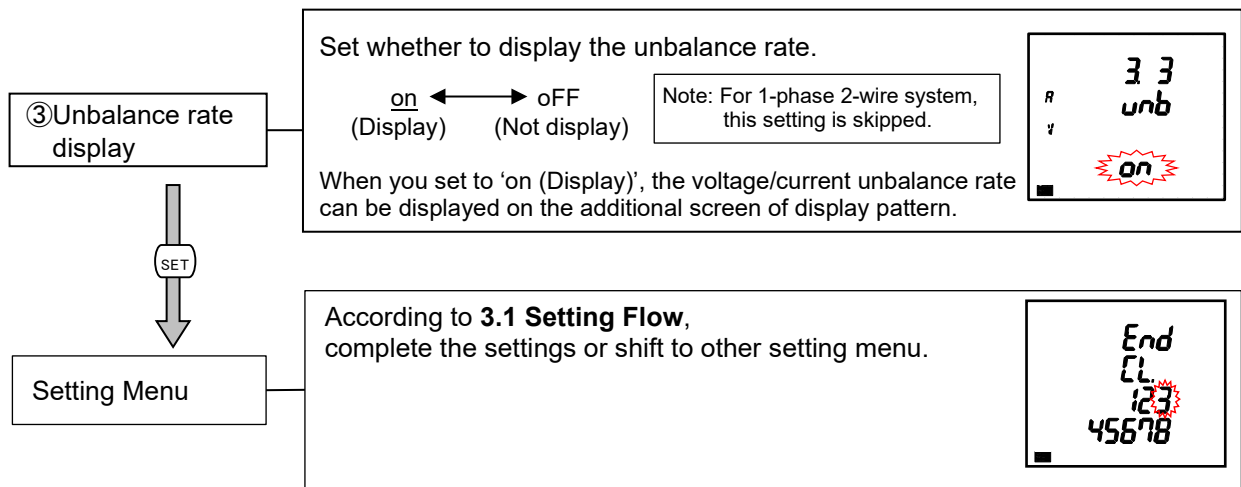 ③Unbalance rate
display
Set whether to display the unbalance rate.
on oFF
(Display) (Not display)
Note: For 1-phase 2-wire system,
this setting is skipped.
When you set to ‘on (Display)’, the voltage/current unbalance rate
can be displayed on the additional screen of display pattern.
3. 3
A
unb
V
on
SET
Setting Menu
According to 3.1 Setting Flow,
complete the settings or shift to other setting menu.
End
CL.
123
45678